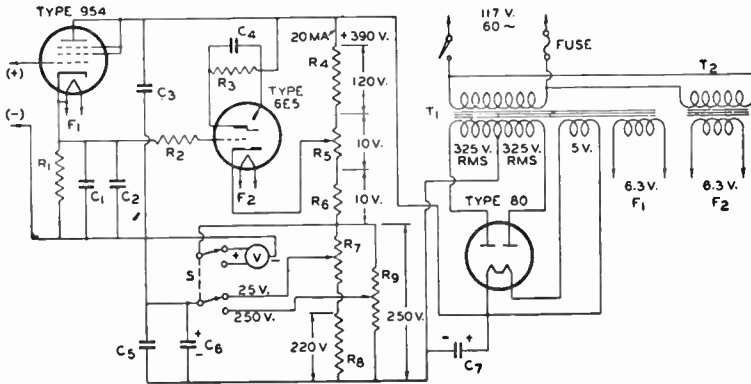 TYPE 954
(+)
(-)
F1
R1
C1
C2
C3
R2
C4
R3
TYPE
6E5
F2
20 MA
+390 V.
R4
120 V.
R5
10 V.
R6
10 V.
R7
R9
R8
250 V.
220 V
S
+ V -
25 V.
250 V.
C5
+
C6
-
117 V.
60 ~
FUSE
T1
T2
325 V.
RMS
325 V.
RMS
5 V.
6.3 V.
F1
6.3 V.
F2
TYPE 80
- +
C7